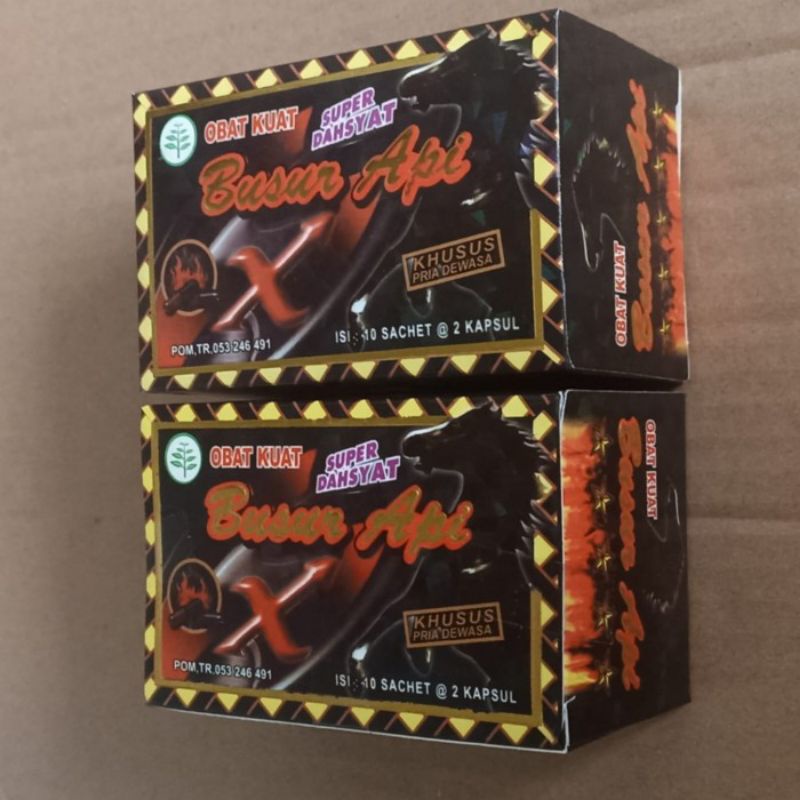 OBAT KUAT
SUPER
DAHSYAT
Busur Api
X
KHUSUS
PRIA DEWASA
POM,TR.053 246 491
ISI : 10 SACHET @ 2 KAPSUL
OBAT KUAT
Busur Api
OBAT KUAT
SUPER
DAHSYAT
Busur Api
X
KHUSUS
PRIA DEWASA
POM,TR.053 246 491
ISI : 10 SACHET @ 2 KAPSUL
OBAT KUAT
Busur Api